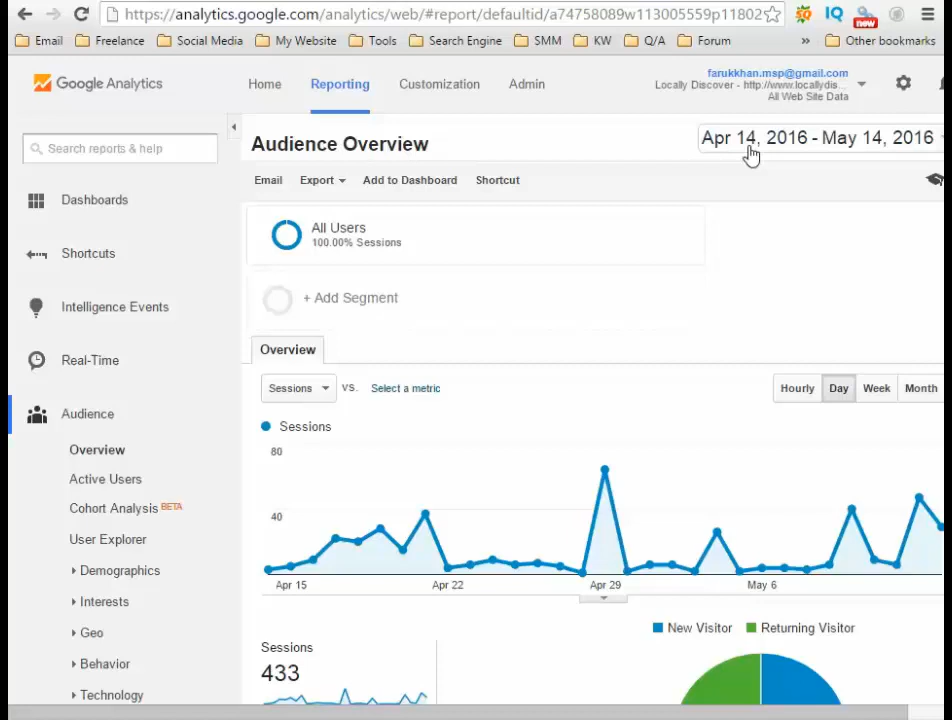 https://analytics.google.com/analytics/web/#report/defaultid/a74758089w113005559p11802
IQ
now
Email Freelance Social Media My Website Tools Search Engine SMM KW Q/A Forum » Other bookmarks
Google Analytics
Home Reporting Customization Admin
farukkhan.msp@gmail.com
Locally Discover - http://www.locallydis...
All Web Site Data
Search reports & help
Audience Overview
Apr 14, 2016 - May 14, 2016
Email Export Add to Dashboard Shortcut
Dashboards
Shortcuts
Intelligence Events
Real-Time
Audience
Overview
Active Users
Cohort Analysis BETA
User Explorer
Demographics
Interests
Geo
Behavior
Technology
All Users
100.00% Sessions
+ Add Segment
Overview
Sessions VS. Select a metric
Hourly Day Week Month
Sessions
80
40
Apr 15 Apr 22 Apr 29 May 6
New Visitor Returning Visitor
Sessions
433